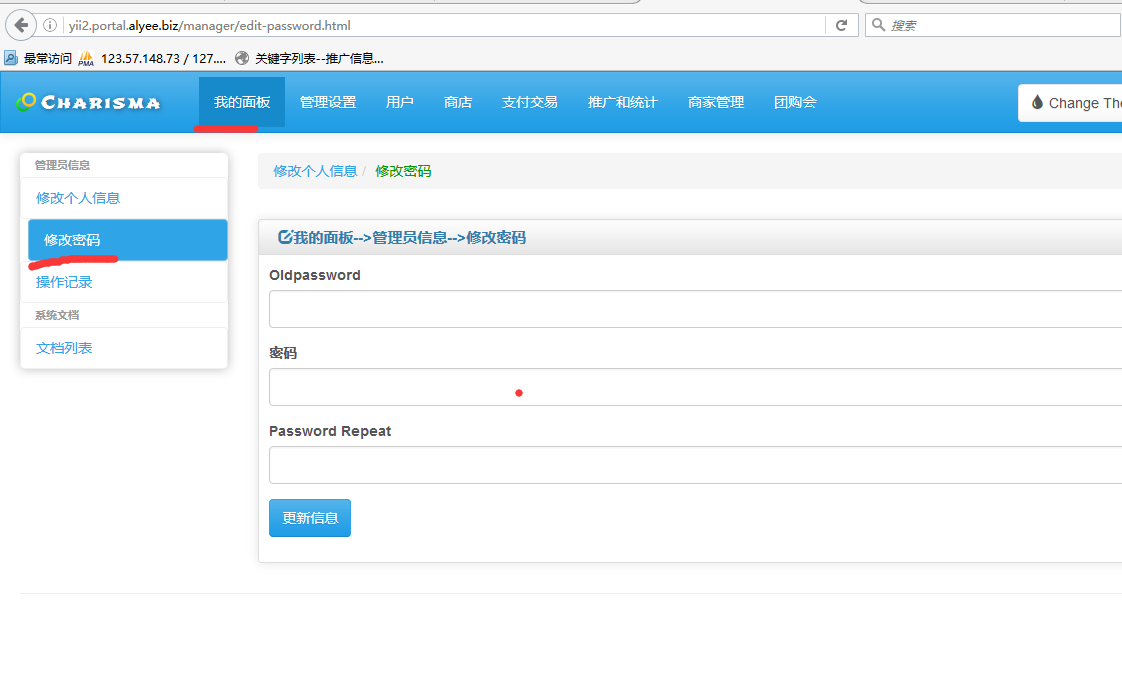 yii2.portal.alyee.biz/manager/edit-password.html
搜索
最常访问 PMA 123.57.148.73 / 127.... 关键字列表--推广信息...
CHARISMA 我的面板 管理设置 用户 商店 支付交易 推广和统计 商家管理 团购会 Change The
管理员信息
修改个人信息
修改密码
操作记录
系统文档
文档列表
修改个人信息 / 修改密码
我的面板-->管理员信息-->修改密码
Oldpassword
密码
Password Repeat
更新信息